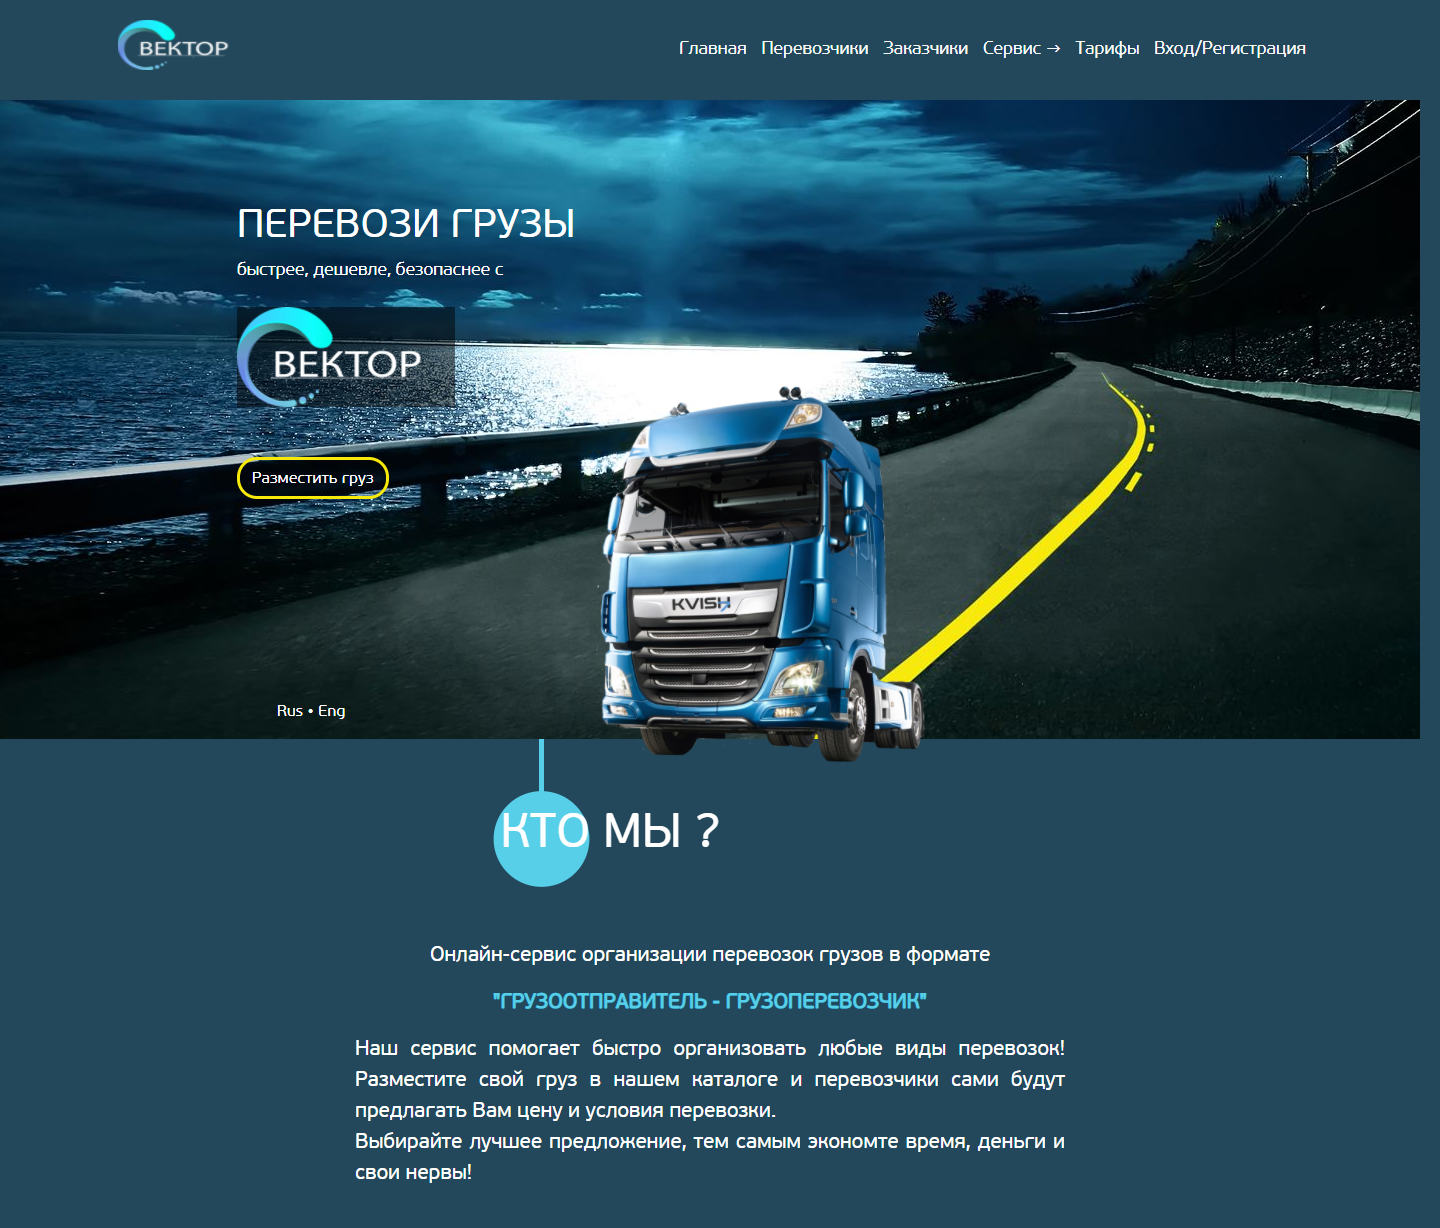 ВЕКТОР
Главная Перевозчики Заказчики Сервис → Тарифы Вход/Регистрация
ПЕРЕВОЗИ ГРУЗЫ
быстрее, дешевле, безопаснее с
ВЕКТОР
Разместить груз
KVISH
Rus • Eng
КТО МЫ ?
Онлайн-сервис организации перевозок грузов в формате
"ГРУЗООТПРАВИТЕЛЬ - ГРУЗОПЕРЕВОЗЧИК"
Наш сервис помогает быстро организовать любые виды перевозок!
Разместите свой груз в нашем каталоге и перевозчики сами будут
предлагать Вам цену и условия перевозки.
Выбирайте лучшее предложение, тем самым экономте время, деньги и
свои нервы!